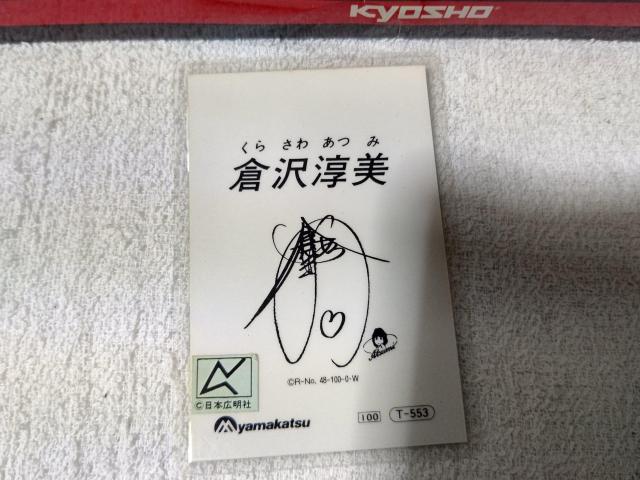 KYOSHO
くら さわ あつ み
倉沢淳美
Atsumi
©R-No. 48-100-0-W
©日本広明社
yamakatsu
100
T-553